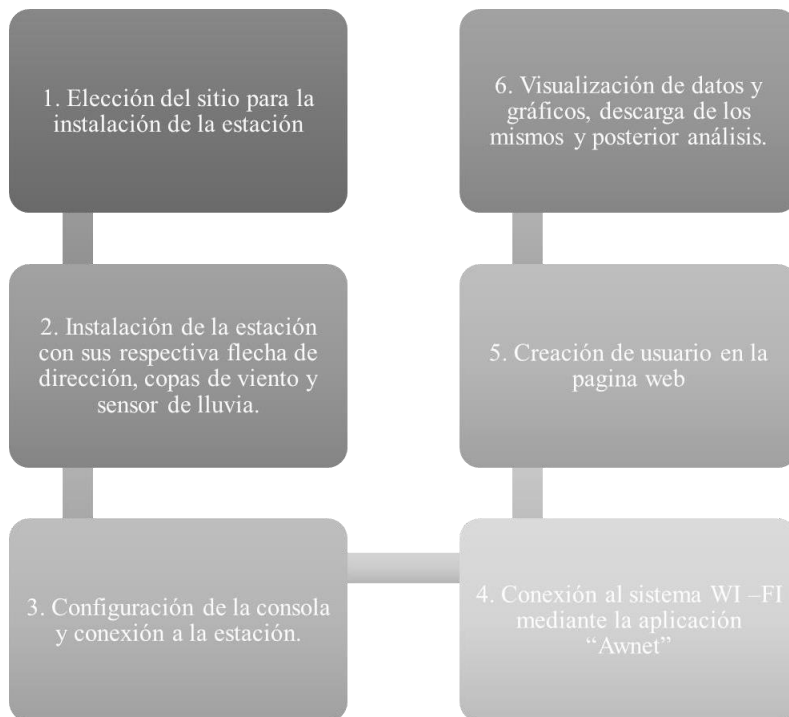 1. Elección del sitio para la
instalación de la estación
2. Instalación de la estación
con sus respectiva flecha de
dirección, copas de viento y
sensor de lluvia.
3. Configuración de la consola
y conexión a la estación.
4. Conexión al sistema WI –FI
mediante la aplicación
“Awnet”
5. Creación de usuario en la
pagina web
6. Visualización de datos y
gráficos, descarga de los
mismos y posterior análisis.